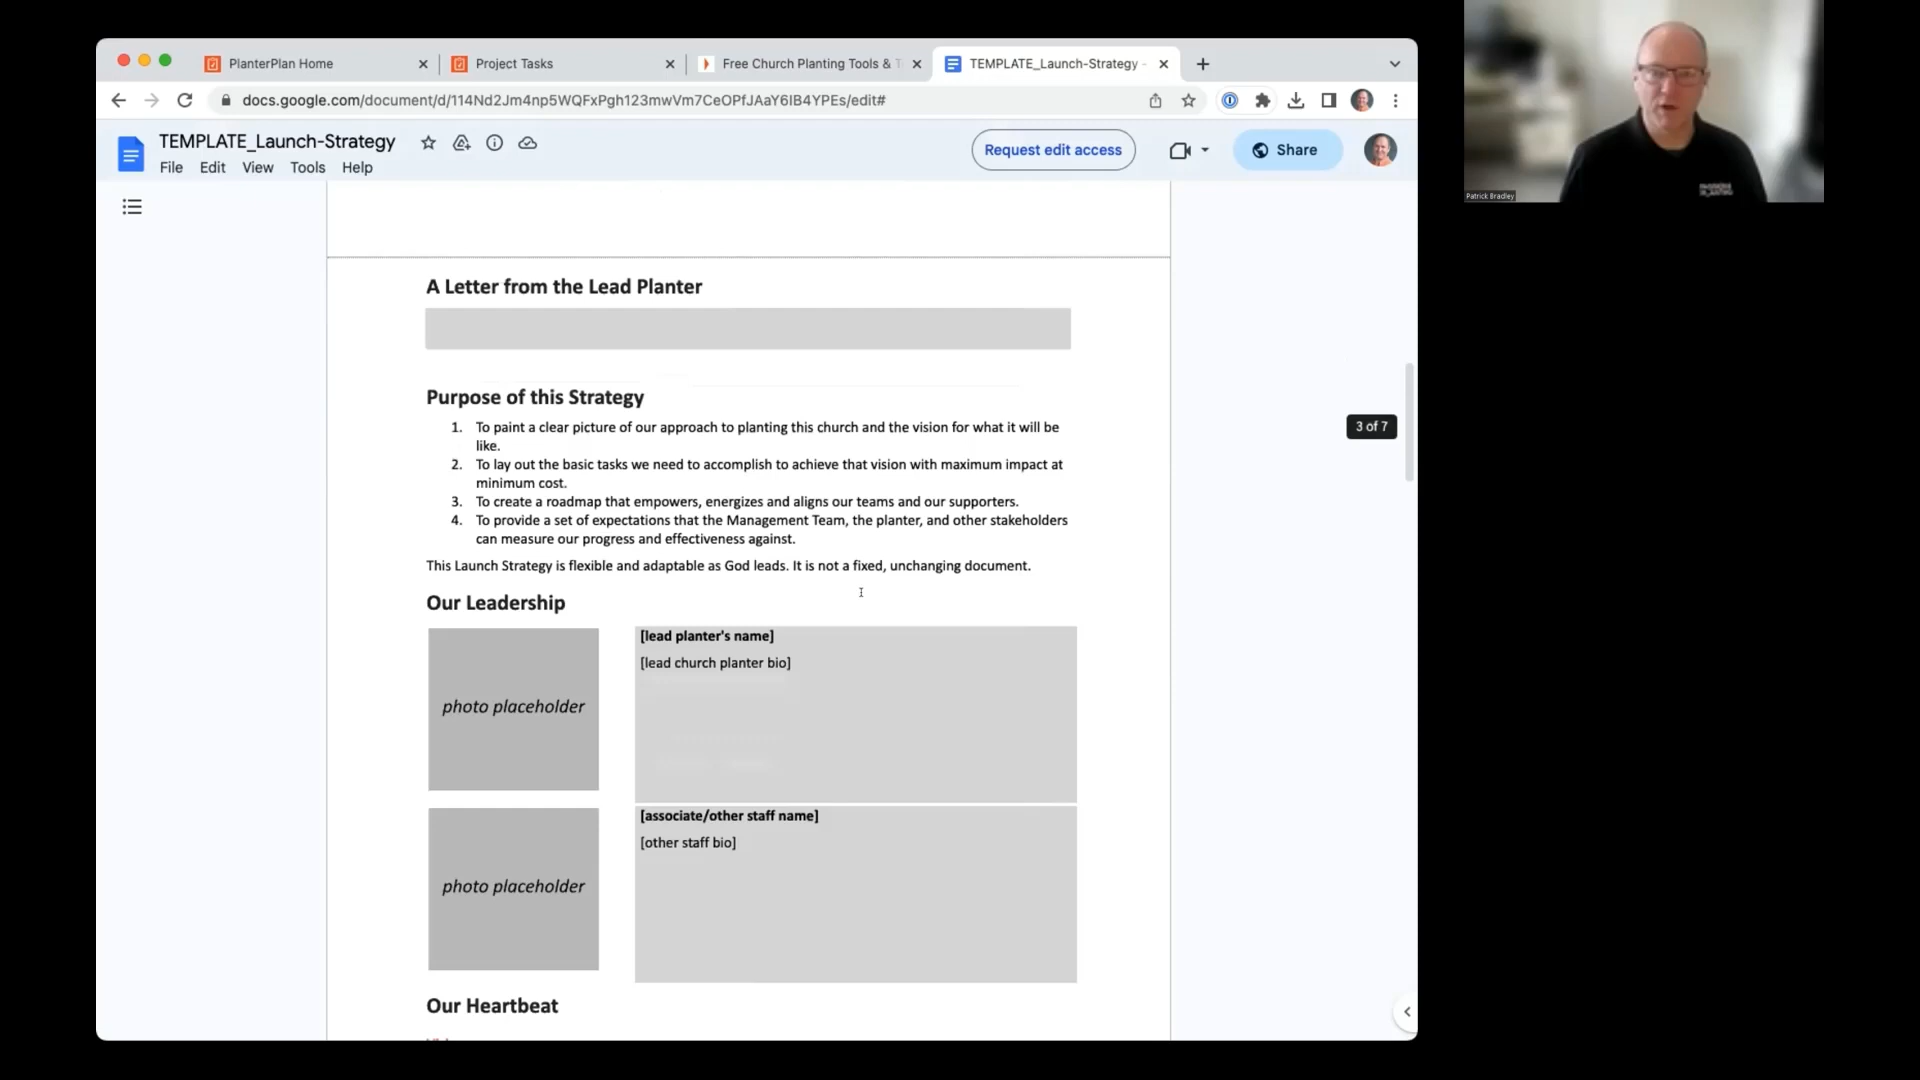 PlanterPlan Home
Project Tasks
Free Church Planting Tools & T
TEMPLATE_Launch-Strategy -
docs.google.com/document/d/114Nd2Jm4np5WQFxPgh123mwVm7CeOPfJAaY6IB4YPEs/edit#
TEMPLATE_Launch-Strategy
File Edit View Tools Help
Request edit access
Share
Patrick Bradley
A Letter from the Lead Planter
Purpose of this Strategy
1. To paint a clear picture of our approach to planting this church and the vision for what it will be
like.
2. To lay out the basic tasks we need to accomplish to achieve that vision with maximum impact at
minimum cost.
3. To create a roadmap that empowers, energizes and aligns our teams and our supporters.
4. To provide a set of expectations that the Management Team, the planter, and other stakeholders
can measure our progress and effectiveness against.
This Launch Strategy is flexible and adaptable as God leads. It is not a fixed, unchanging document.
3 of 7
Our Leadership
photo placeholder
[lead planter's name]
[lead church planter bio]
photo placeholder
[associate/other staff name]
[other staff bio]
Our Heartbeat